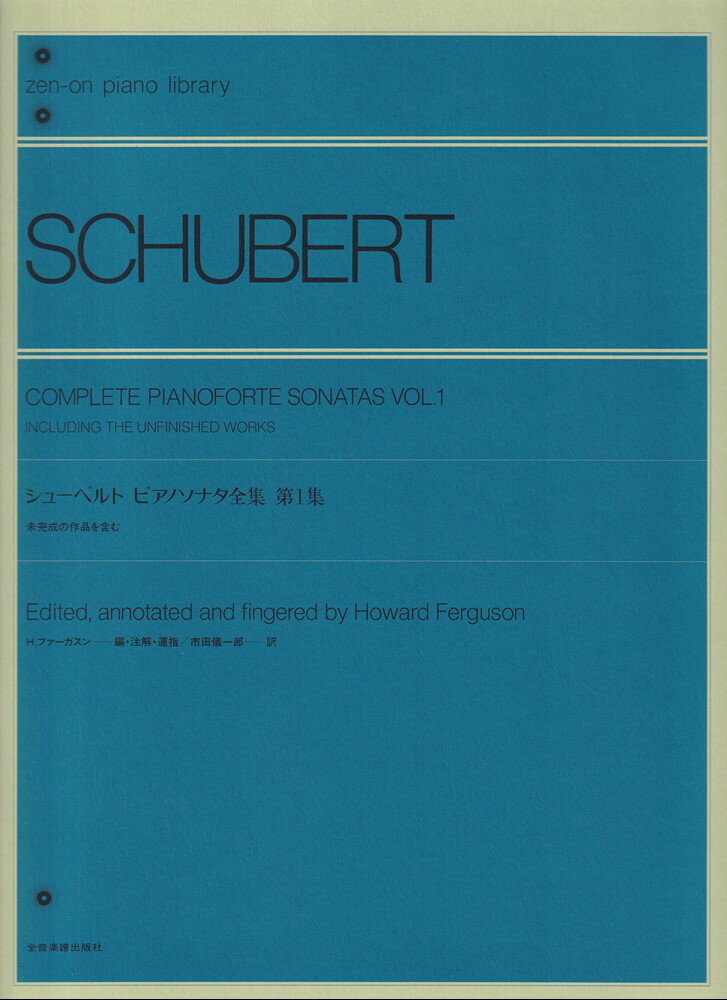 zen-on piano library
SCHUBERT
COMPLETE PIANOFORTE SONATAS VOL.1
INCLUDING THE UNFINISHED WORKS
シューベルト ピアノソナタ全集 第1集
未完成の作品を含む
Edited, annotated and fingered by Howard Ferguson
H.ファーガスン——編・注解・運指／市田儀一郎——訳
全音楽譜出版社